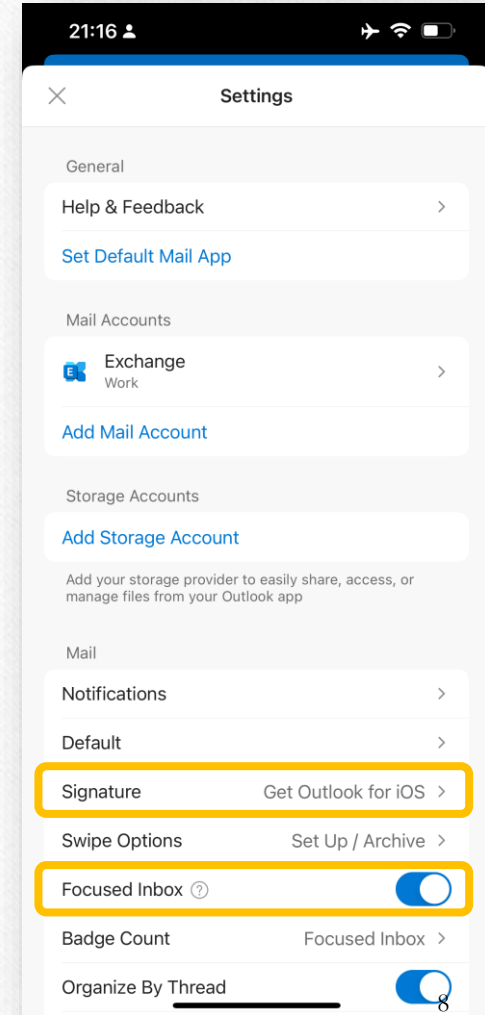 21:16
Settings
General
Help & Feedback
Set Default Mail App
Mail Accounts
E Exchange
Work
Add Mail Account
Storage Accounts
Add Storage Account
Add your storage provider to easily share, access, or
manage files from your Outlook app
Mail
Notifications
Default
Signature Get Outlook for iOS
Swipe Options Set Up / Archive
Focused Inbox ?
Badge Count Focused Inbox
Organize By Thread
8